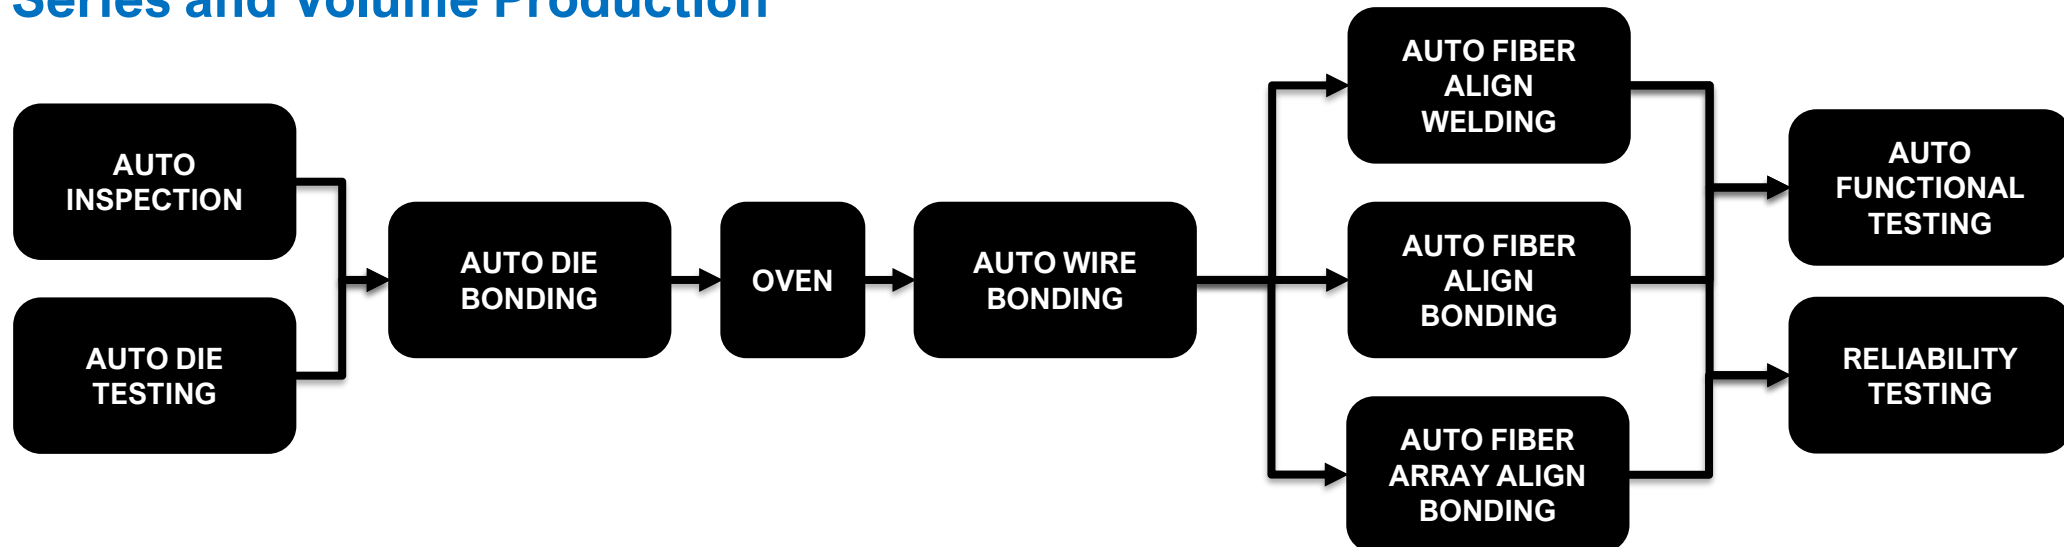 Series and Volume Production
AUTO
INSPECTION
AUTO DIE
TESTING
AUTO DIE
BONDING
OVEN
AUTO WIRE
BONDING
AUTO FIBER
ALIGN
WELDING
AUTO FIBER
ALIGN
BONDING
AUTO FIBER
ARRAY ALIGN
BONDING
AUTO
FUNCTIONAL
TESTING
RELIABILITY
TESTING